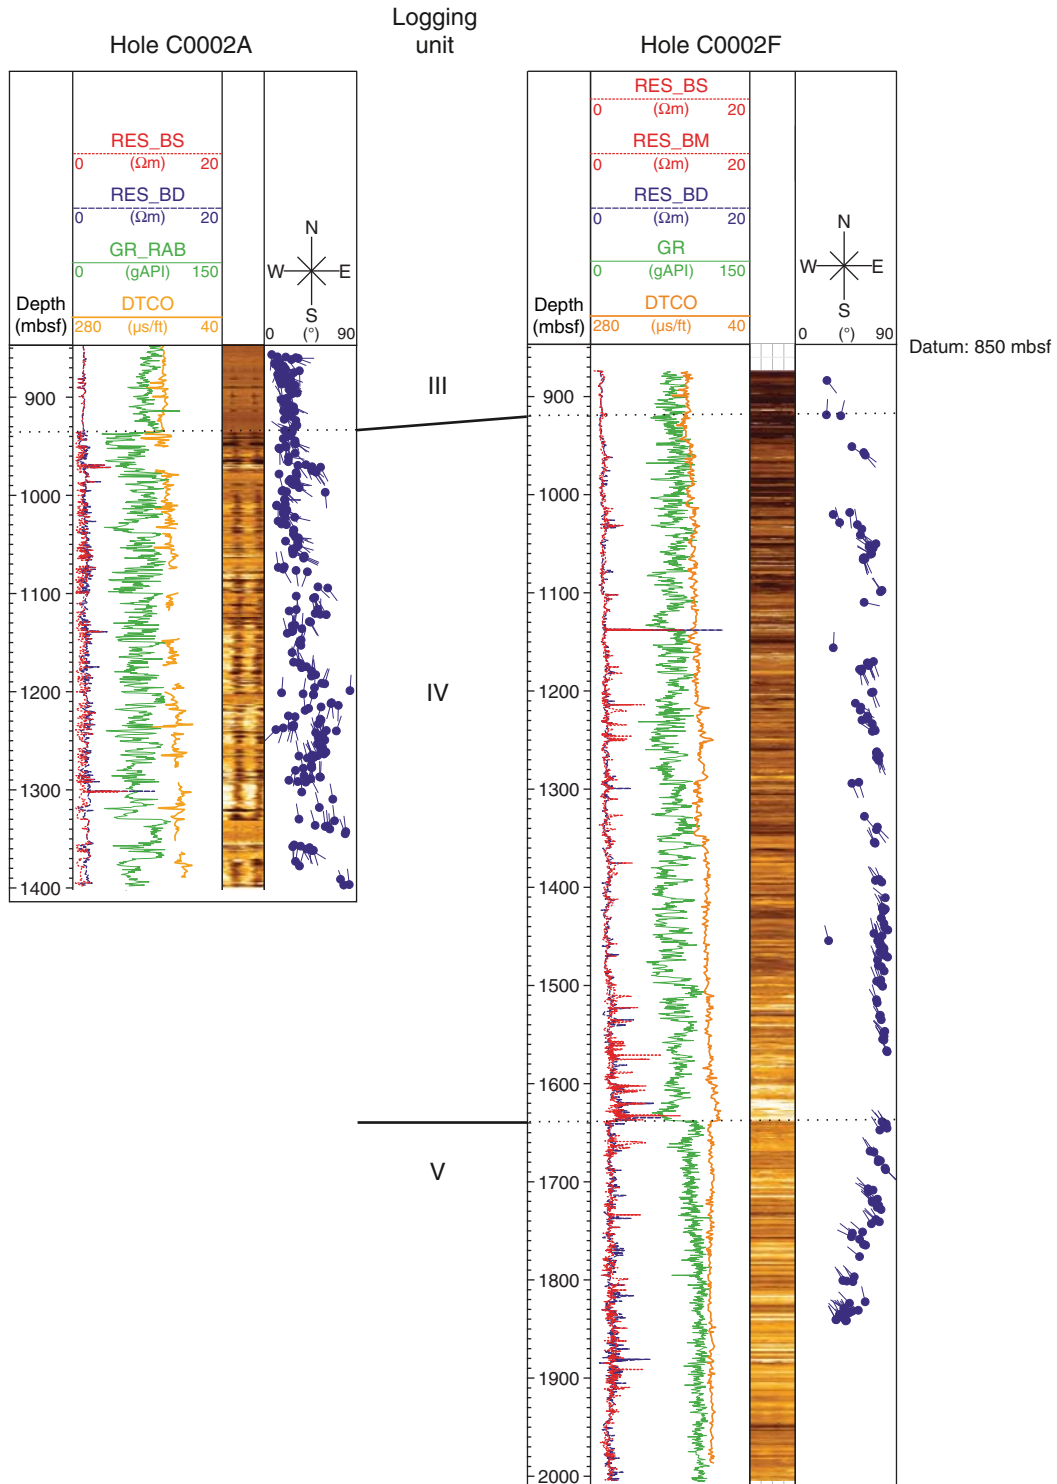 Hole C0002A
Logging
unit
Hole C0002F
RES_BS
0 (Ωm) 20
RES_BD
0 (Ωm) 20
GR_RAB
0 (gAPI) 150
Depth
(mbsf)
DTCO
280 (µs/ft) 40
N
W E
S
0 (°) 90
900
1000
1100
1200
1300
1400
III
IV
V
RES_BS
0 (Ωm) 20
RES_BM
0 (Ωm) 20
RES_BD
0 (Ωm) 20
GR
0 (gAPI) 150
Depth
(mbsf)
DTCO
280 (µs/ft) 40
N
W E
S
0 (°) 90
Datum: 850 mbsf
900
1000
1100
1200
1300
1400
1500
1600
1700
1800
1900
2000